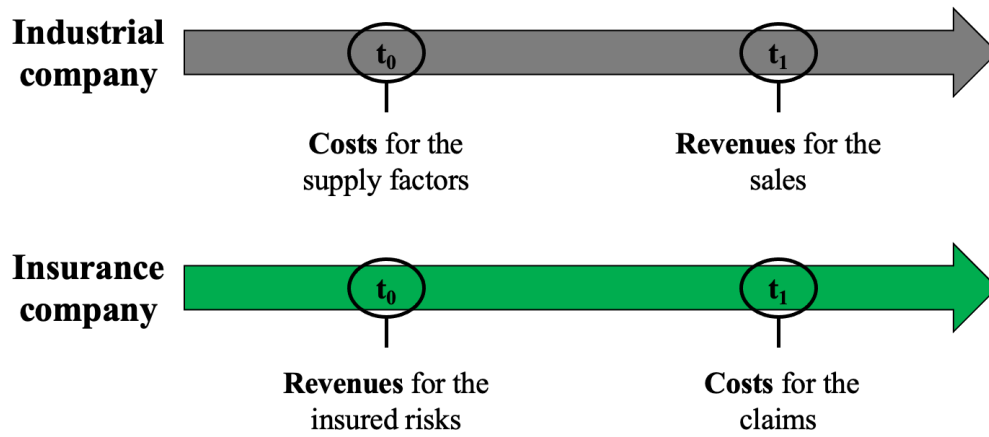 Industrial
company
t0
t1
Costs for the
supply factors
Revenues for the
sales
Insurance
company
t0
t1
Revenues for the
insured risks
Costs for the
claims